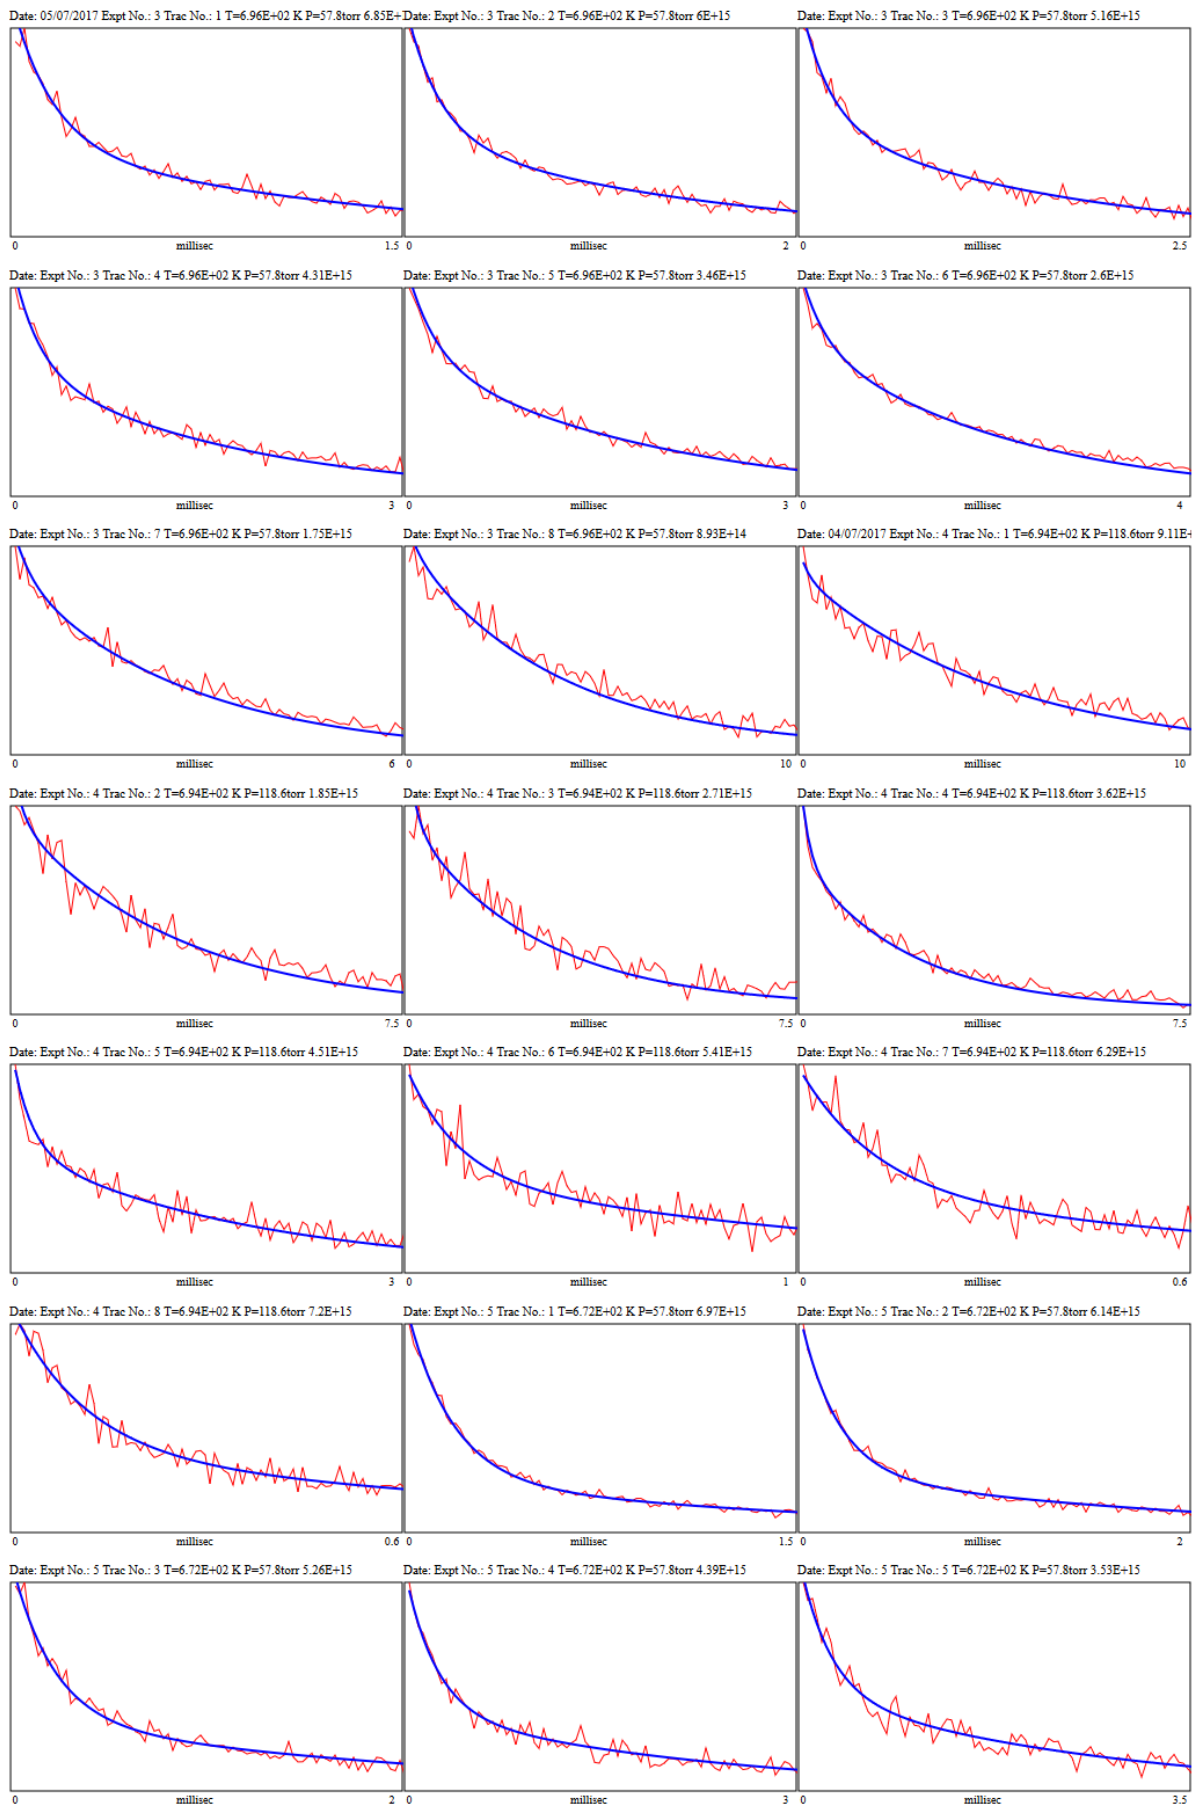 Date: 05/07/2017 Expt No.: 3 Trac No.: 1 T=6.96E+02 K P=57.8torr 6.85E+ Date: Expt No.: 3 Trac No.: 2 T=6.96E+02 K P=57.8torr 6E+15 Date: Expt No.: 3 Trac No.: 3 T=6.96E+02 K P=57.8torr 5.16E+15
0 millisec 1.5 0 millisec 2 0 millisec 2.5
Date: Expt No.: 3 Trac No.: 4 T=6.96E+02 K P=57.8torr 4.31E+15 Date: Expt No.: 3 Trac No.: 5 T=6.96E+02 K P=57.8torr 3.46E+15 Date: Expt No.: 3 Trac No.: 6 T=6.96E+02 K P=57.8torr 2.6E+15
0 millisec 3 0 millisec 3 0 millisec 4
Date: Expt No.: 3 Trac No.: 7 T=6.96E+02 K P=57.8torr 1.75E+15 Date: Expt No.: 3 Trac No.: 8 T=6.96E+02 K P=57.8torr 8.93E+14 Date: 04/07/2017 Expt No.: 4 Trac No.: 1 T=6.94E+02 K P=118.6torr 9.11E+
0 millisec 6 0 millisec 10 0 millisec 10
Date: Expt No.: 4 Trac No.: 2 T=6.94E+02 K P=118.6torr 1.85E+15 Date: Expt No.: 4 Trac No.: 3 T=6.94E+02 K P=118.6torr 2.71E+15 Date: Expt No.: 4 Trac No.: 4 T=6.94E+02 K P=118.6torr 3.62E+15
0 millisec 7.5 0 millisec 7.5 0 millisec 7.5
Date: Expt No.: 4 Trac No.: 5 T=6.94E+02 K P=118.6torr 4.51E+15 Date: Expt No.: 4 Trac No.: 6 T=6.94E+02 K P=118.6torr 5.41E+15 Date: Expt No.: 4 Trac No.: 7 T=6.94E+02 K P=118.6torr 6.29E+15
0 millisec 3 0 millisec 1 0 millisec 0.6
Date: Expt No.: 4 Trac No.: 8 T=6.94E+02 K P=118.6torr 7.2E+15 Date: Expt No.: 5 Trac No.: 1 T=6.72E+02 K P=57.8torr 6.97E+15 Date: Expt No.: 5 Trac No.: 2 T=6.72E+02 K P=57.8torr 6.14E+15
0 millisec 0.6 0 millisec 1.5 0 millisec 2
Date: Expt No.: 5 Trac No.: 3 T=6.72E+02 K P=57.8torr 5.26E+15 Date: Expt No.: 5 Trac No.: 4 T=6.72E+02 K P=57.8torr 4.39E+15 Date: Expt No.: 5 Trac No.: 5 T=6.72E+02 K P=57.8torr 3.53E+15
0 millisec 2 0 millisec 3 0 millisec 3.5